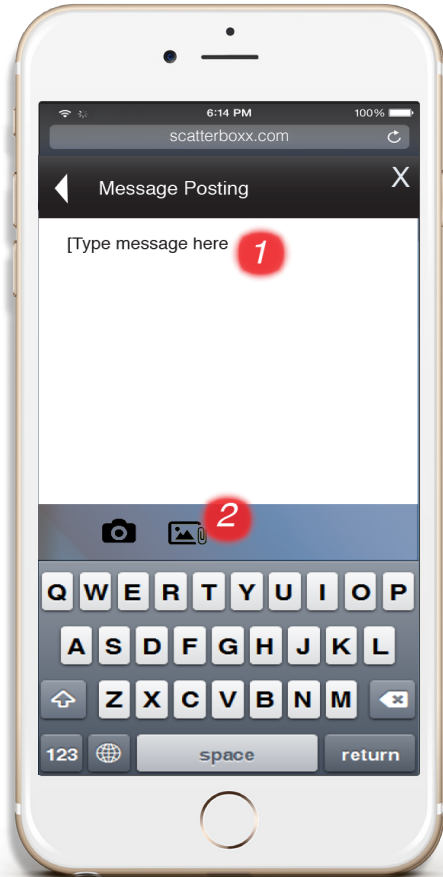 6:14 PM 100%
scatterboxx.com
Message Posting X
[Type message here 1
2
Q W E R T Y U I O P
A S D F G H J K L
Z X C V B N M
123 space return